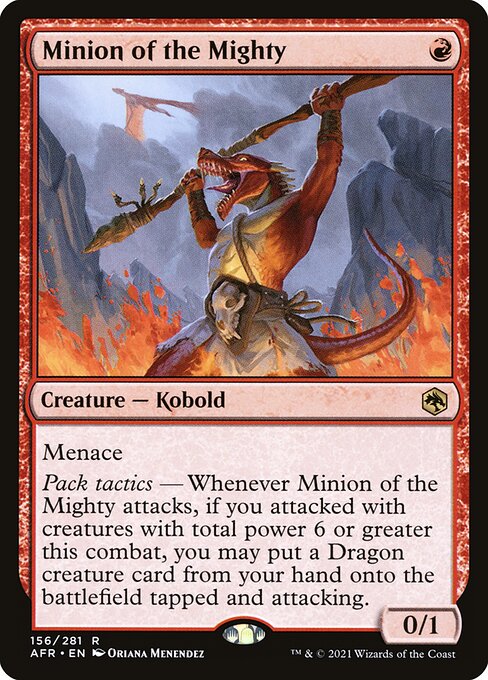 Minion of the Mighty
Creature — Kobold
Menace
Pack tactics — Whenever Minion of the
Mighty attacks, if you attacked with
creatures with total power 6 or greater
this combat, you may put a Dragon
creature card from your hand onto the
battlefield tapped and attacking.
0/1
156/281 R
AFR • EN Oriana Menendez
™ & © 2021 Wizards of the Coast